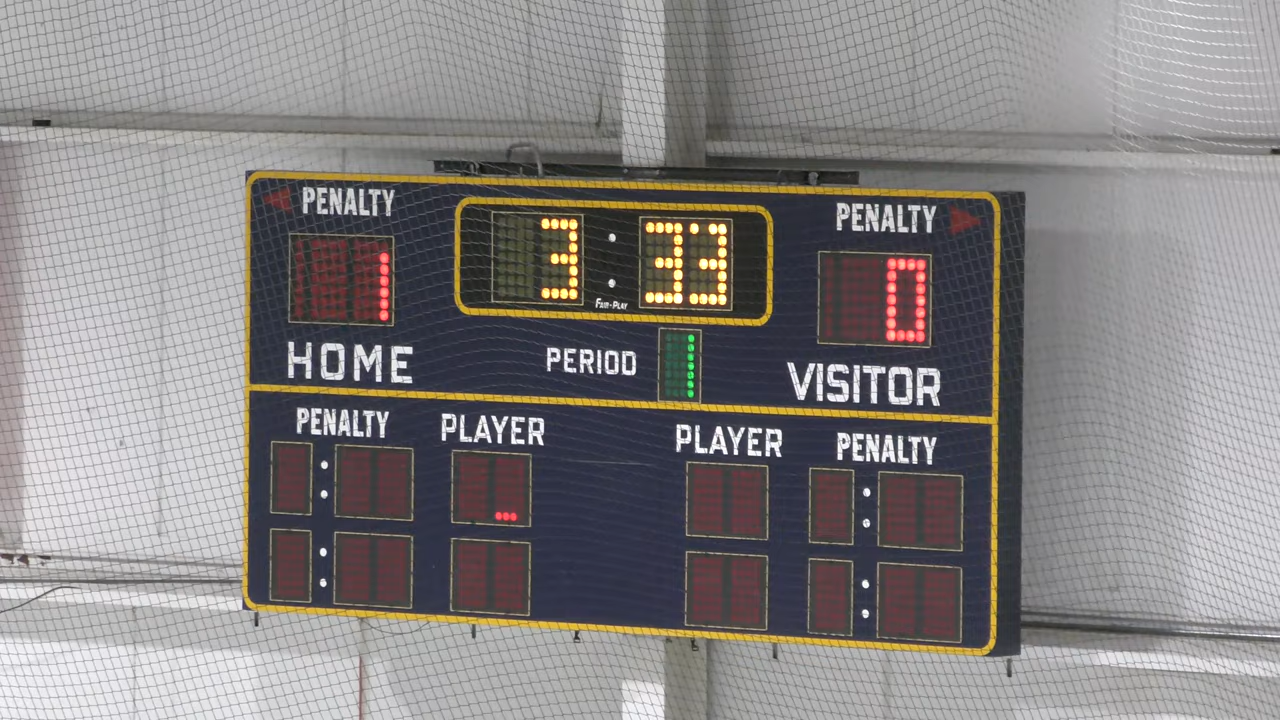 PENALTY
3:33
PENALTY
1
0
FAIR-PLAY
HOME
PERIOD 1
VISITOR
PENALTY
PLAYER
PLAYER
PENALTY